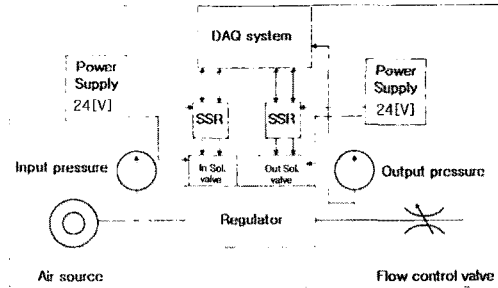 DAQ system
Power
Supply
24[V]
Power
Supply
24[V]
SSR
SSR
Input pressure
In Sol.
valve
Out Sol.
valve
Output pressure
Regulator
Air source
Flow control valve